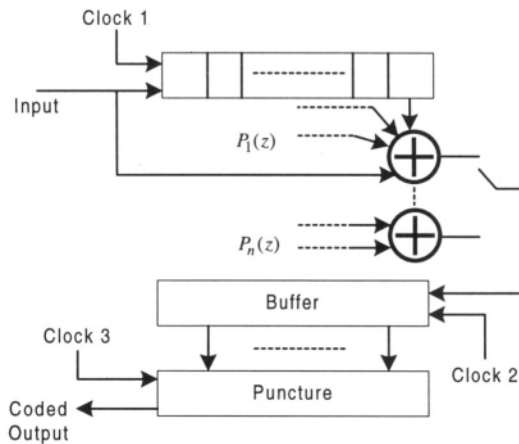 Clock 1
Input
P₁(z)
Pₙ(z)
Buffer
Clock 3
Clock 2
Puncture
Coded
Output